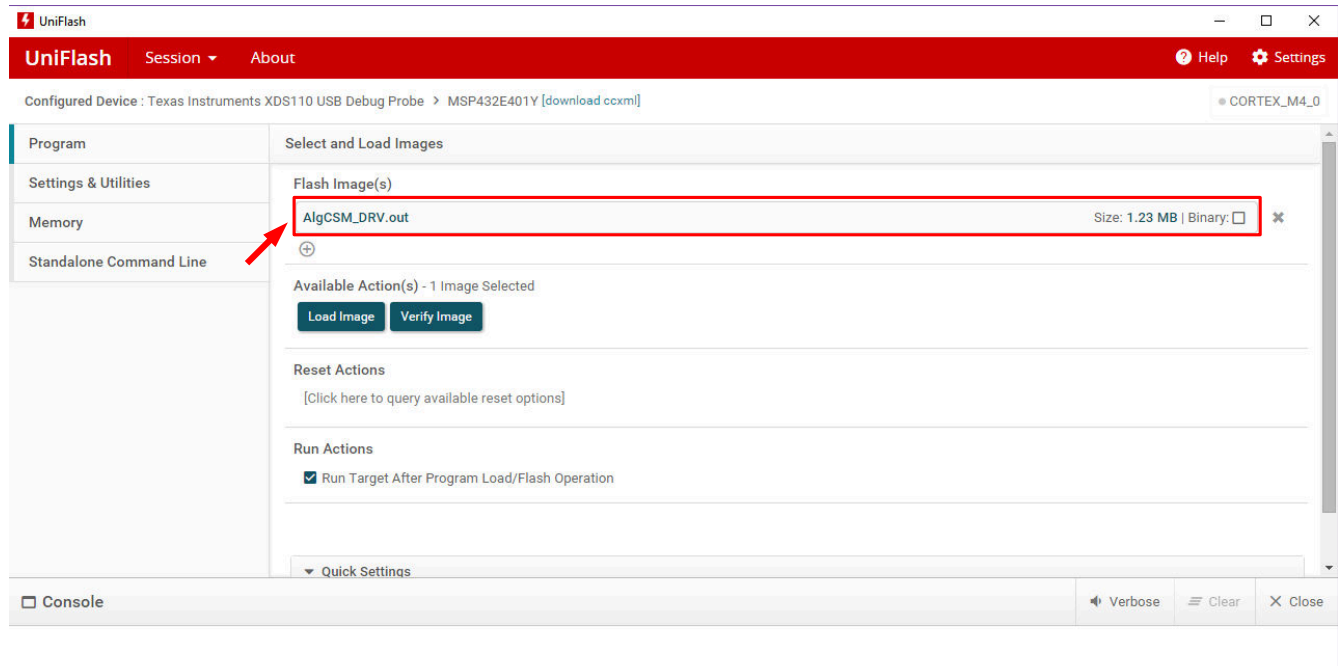 UniFlash
UniFlash Session About Help Settings
Configured Device : Texas Instruments XDS110 USB Debug Probe > MSP432E401Y [download ccxml] CORTEX_M4_0
Program
Settings & Utilities
Memory
Standalone Command Line
Select and Load Images
Flash Image(s)
AlgCSM_DRV.out Size: 1.23 MB | Binary:
Available Action(s) - 1 Image Selected
Load Image Verify Image
Reset Actions
[Click here to query available reset options]
Run Actions
Run Target After Program Load/Flash Operation
Quick Settings
Console Verbose Clear Close